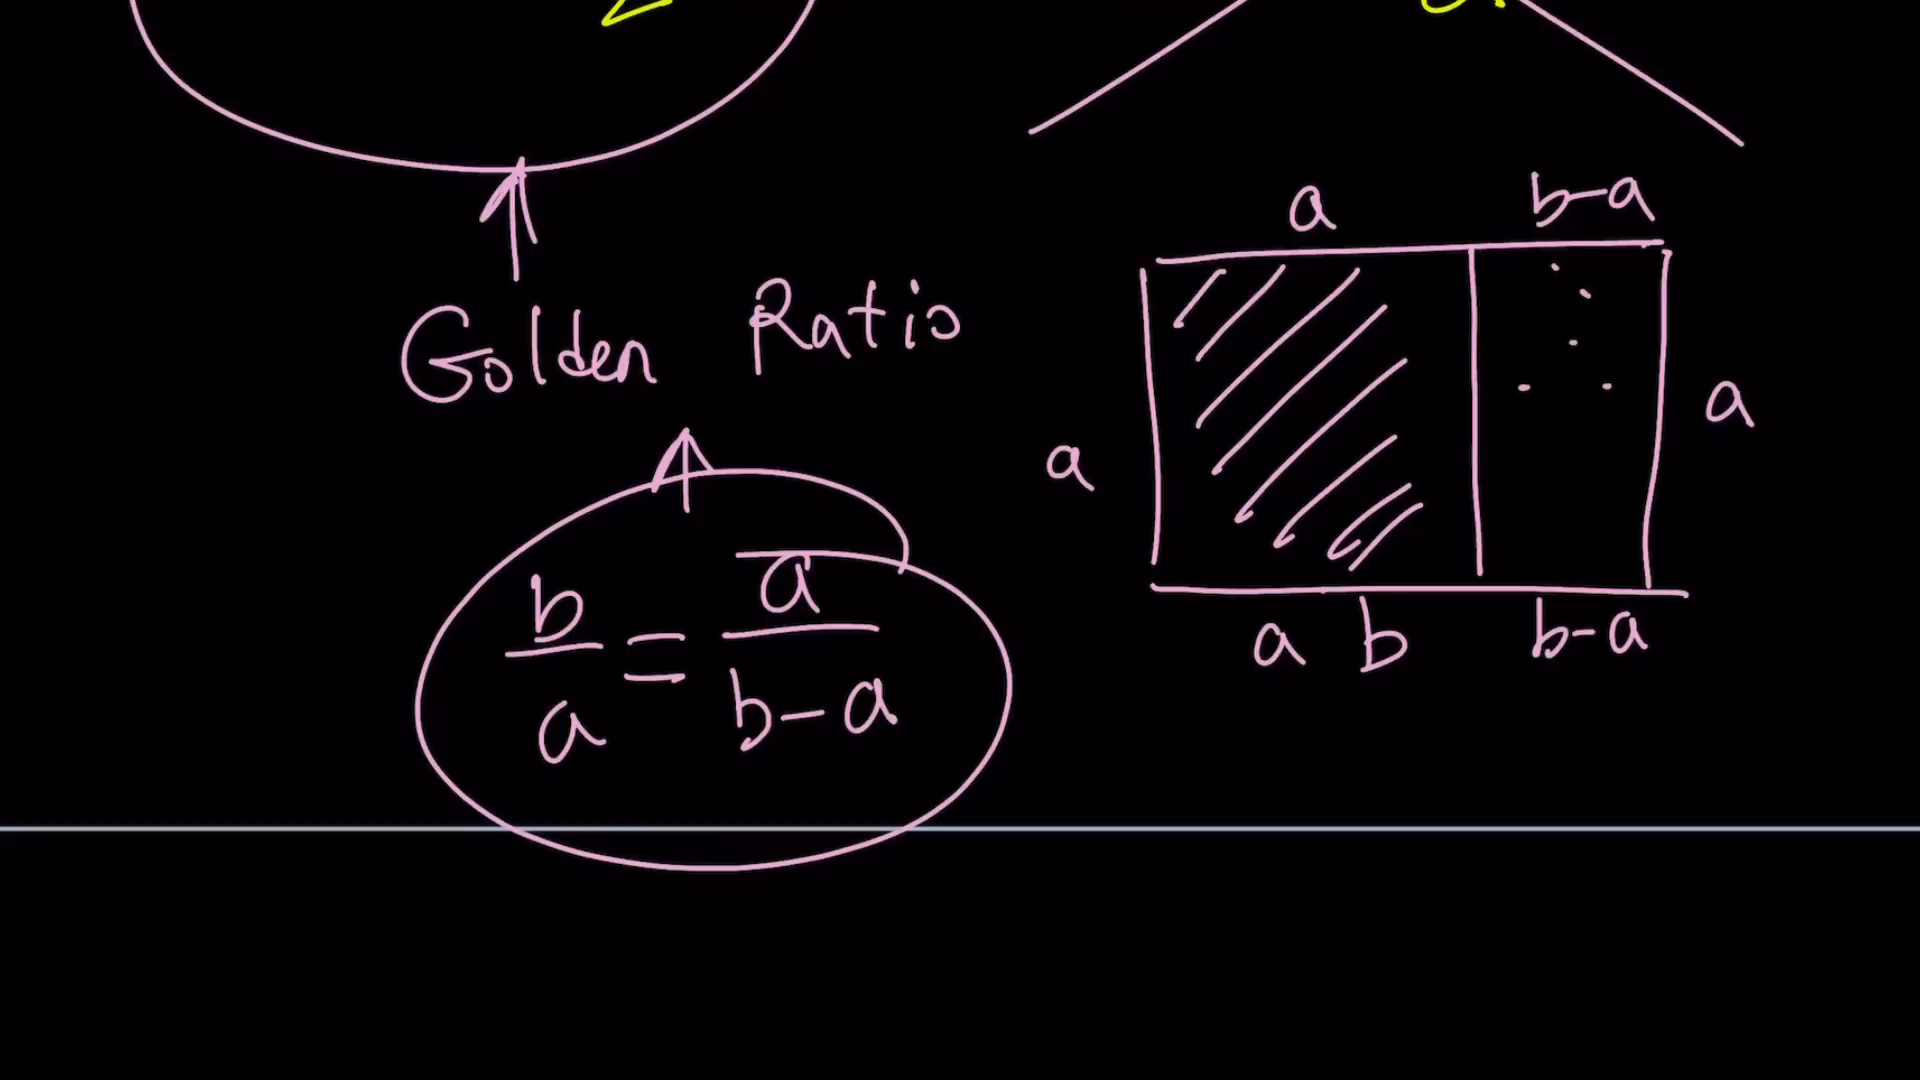 a b-a
Golden Ratio
a a
b/a = a/(b-a)
a b b-a